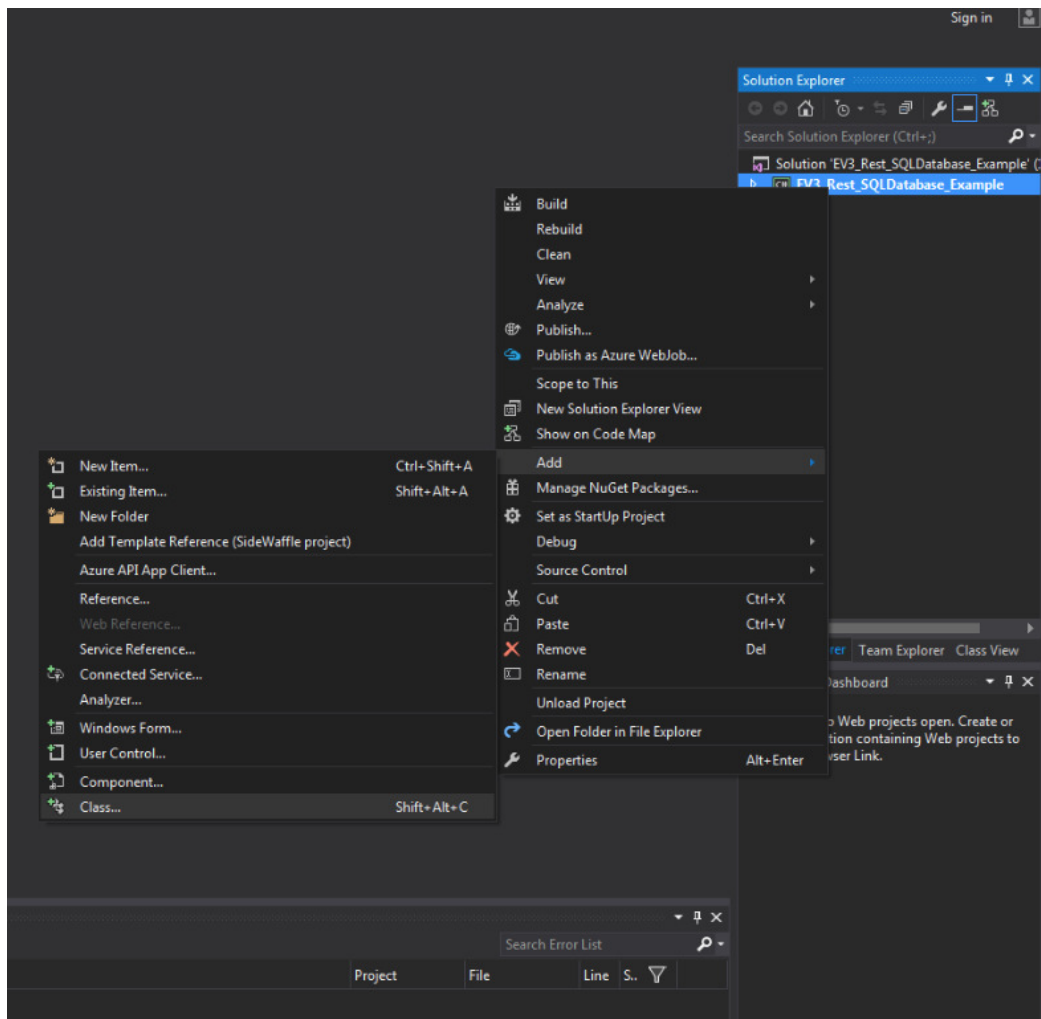 Sign in
Solution Explorer
Search Solution Explorer (Ctrl+;)
Solution 'EV3_Rest_SQLDatabase_Example' (
C# EV3_Rest_SQLDatabase_Example
Build
Rebuild
Clean
View
Analyze
Publish...
Publish as Azure WebJob...
Scope to This
New Solution Explorer View
Show on Code Map
Add
Manage NuGet Packages...
Set as StartUp Project
Debug
Source Control
Cut Ctrl+X
Paste Ctrl+V
Remove Del
Rename
Unload Project
Open Folder in File Explorer
Properties Alt+Enter
New Item... Ctrl+Shift+A
Existing Item... Shift+Alt+A
New Folder
Add Template Reference (SideWaffle project)
Azure API App Client...
Reference...
Web Reference...
Service Reference...
Connected Service...
Analyzer...
Windows Form...
User Control...
Component...
Class... Shift+Alt+C
rer Team Explorer Class View
ashboard
o Web projects open. Create or
tion containing Web projects to
wser Link.
Search Error List
Project File Line S..